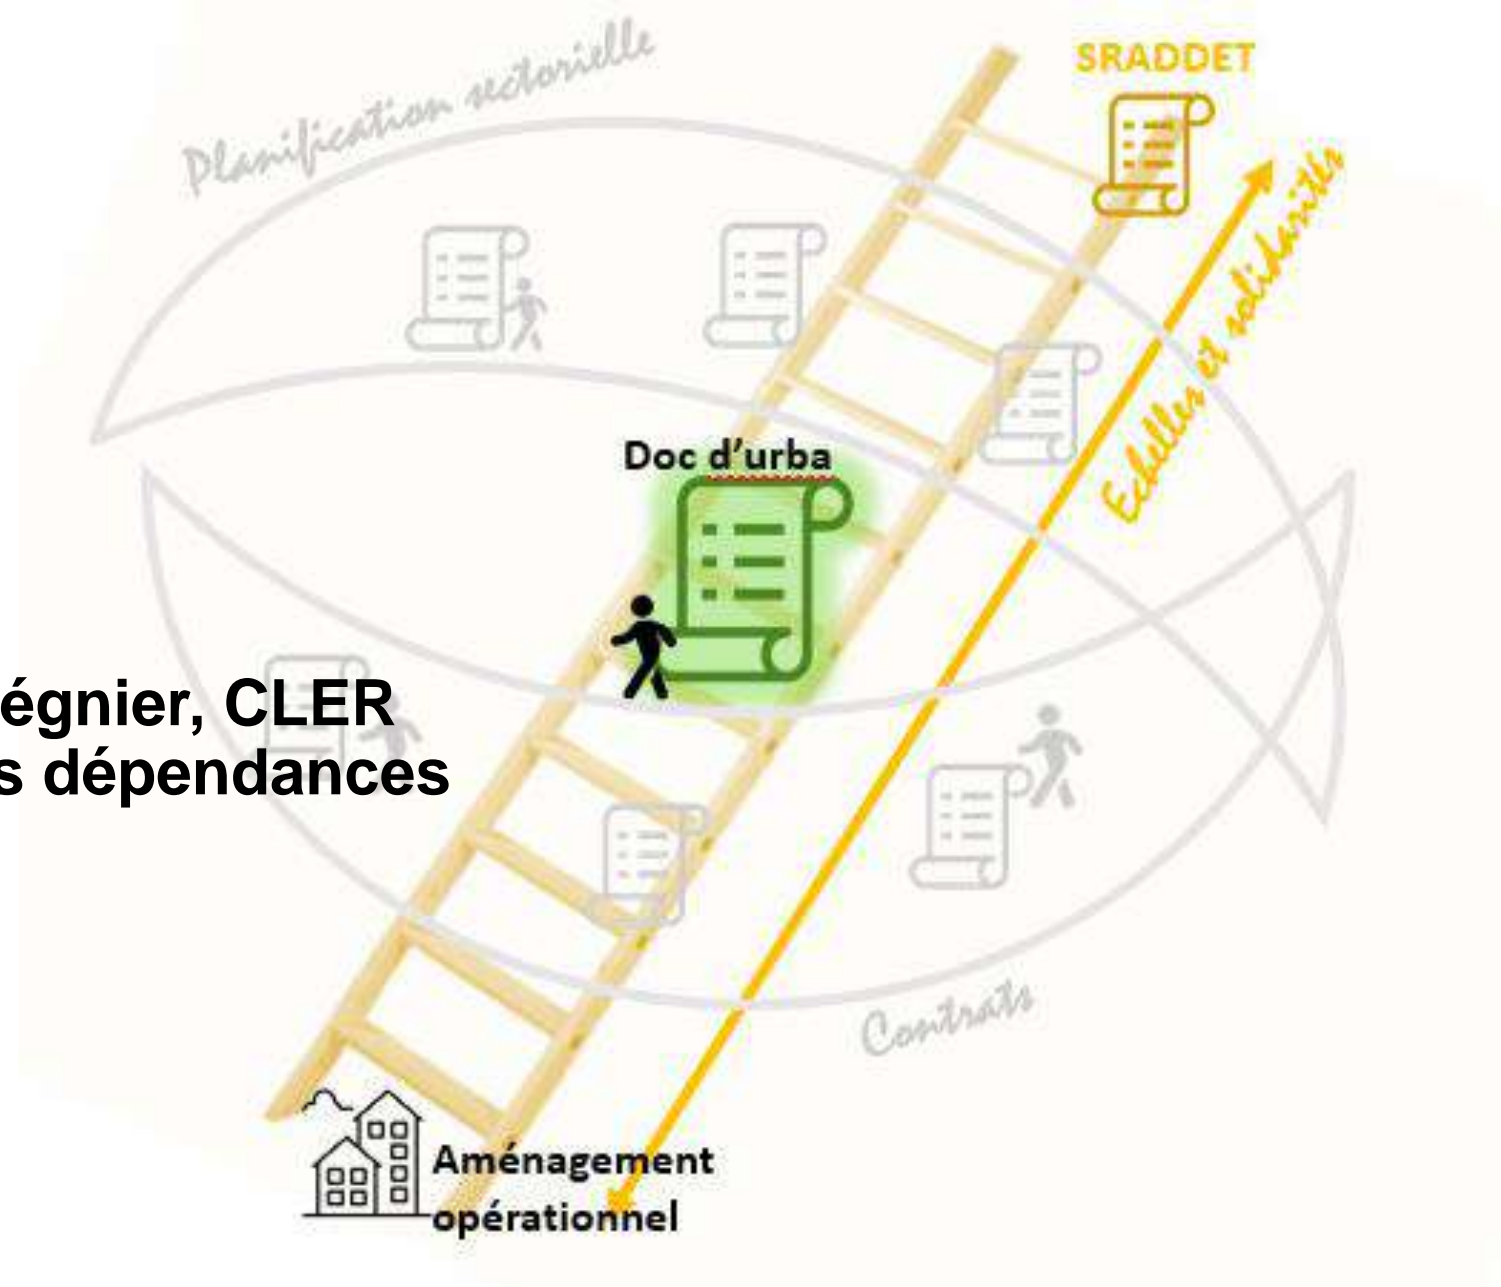 Planification sectorielle
SRADDET
Echelles et solidarités
Doc d'urba
égnier, CLER
s dépendances
Contrats
Aménagement
opérationnel